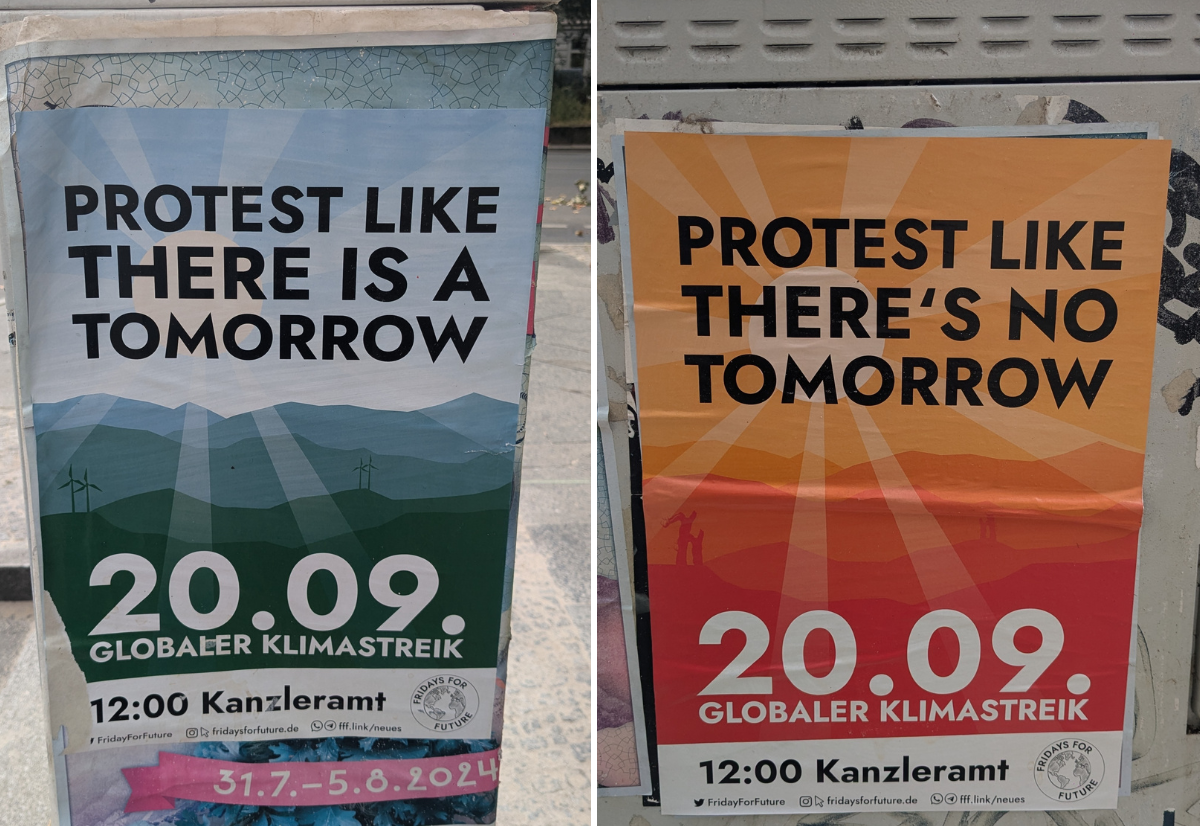 PROTEST LIKE
THERE IS A
TOMORROW
20.09.
GLOBALER KLIMASTREIK
12:00 Kanzleramt
FRIDAYS FOR
FUTURE
FridayForFuture
fridaysforfuture.de
fff.link/neues
31.7.–5.8.2024
PROTEST LIKE
THERE‘S NO
TOMORROW
20.09.
GLOBALER KLIMASTREIK
12:00 Kanzleramt
FRIDAYS FOR
FUTURE
FridayForFuture
fridaysforfuture.de
fff.link/neues